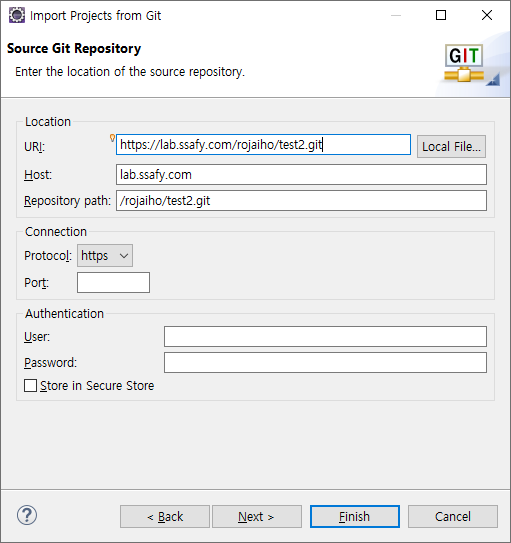 Import Projects from Git
Source Git Repository
Enter the location of the source repository.
GIT
Location
URI: https://lab.ssafy.com/rojaiho/test2.git Local File...
Host: lab.ssafy.com
Repository path: /rojaiho/test2.git
Connection
Protocol: https
Port:
Authentication
User:
Password:
Store in Secure Store
? < Back Next > Finish Cancel